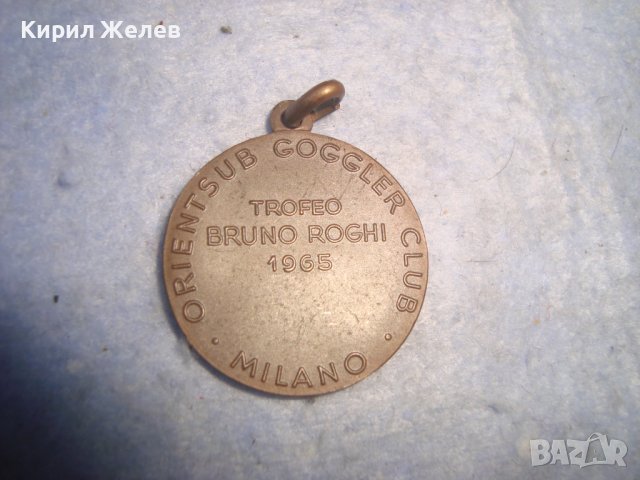 Кирил Желев
ORIENTSUB GOGGLER CLUB
TROFEO
BRUNO ROGHI
1965
· MILANO ·
BAZAR